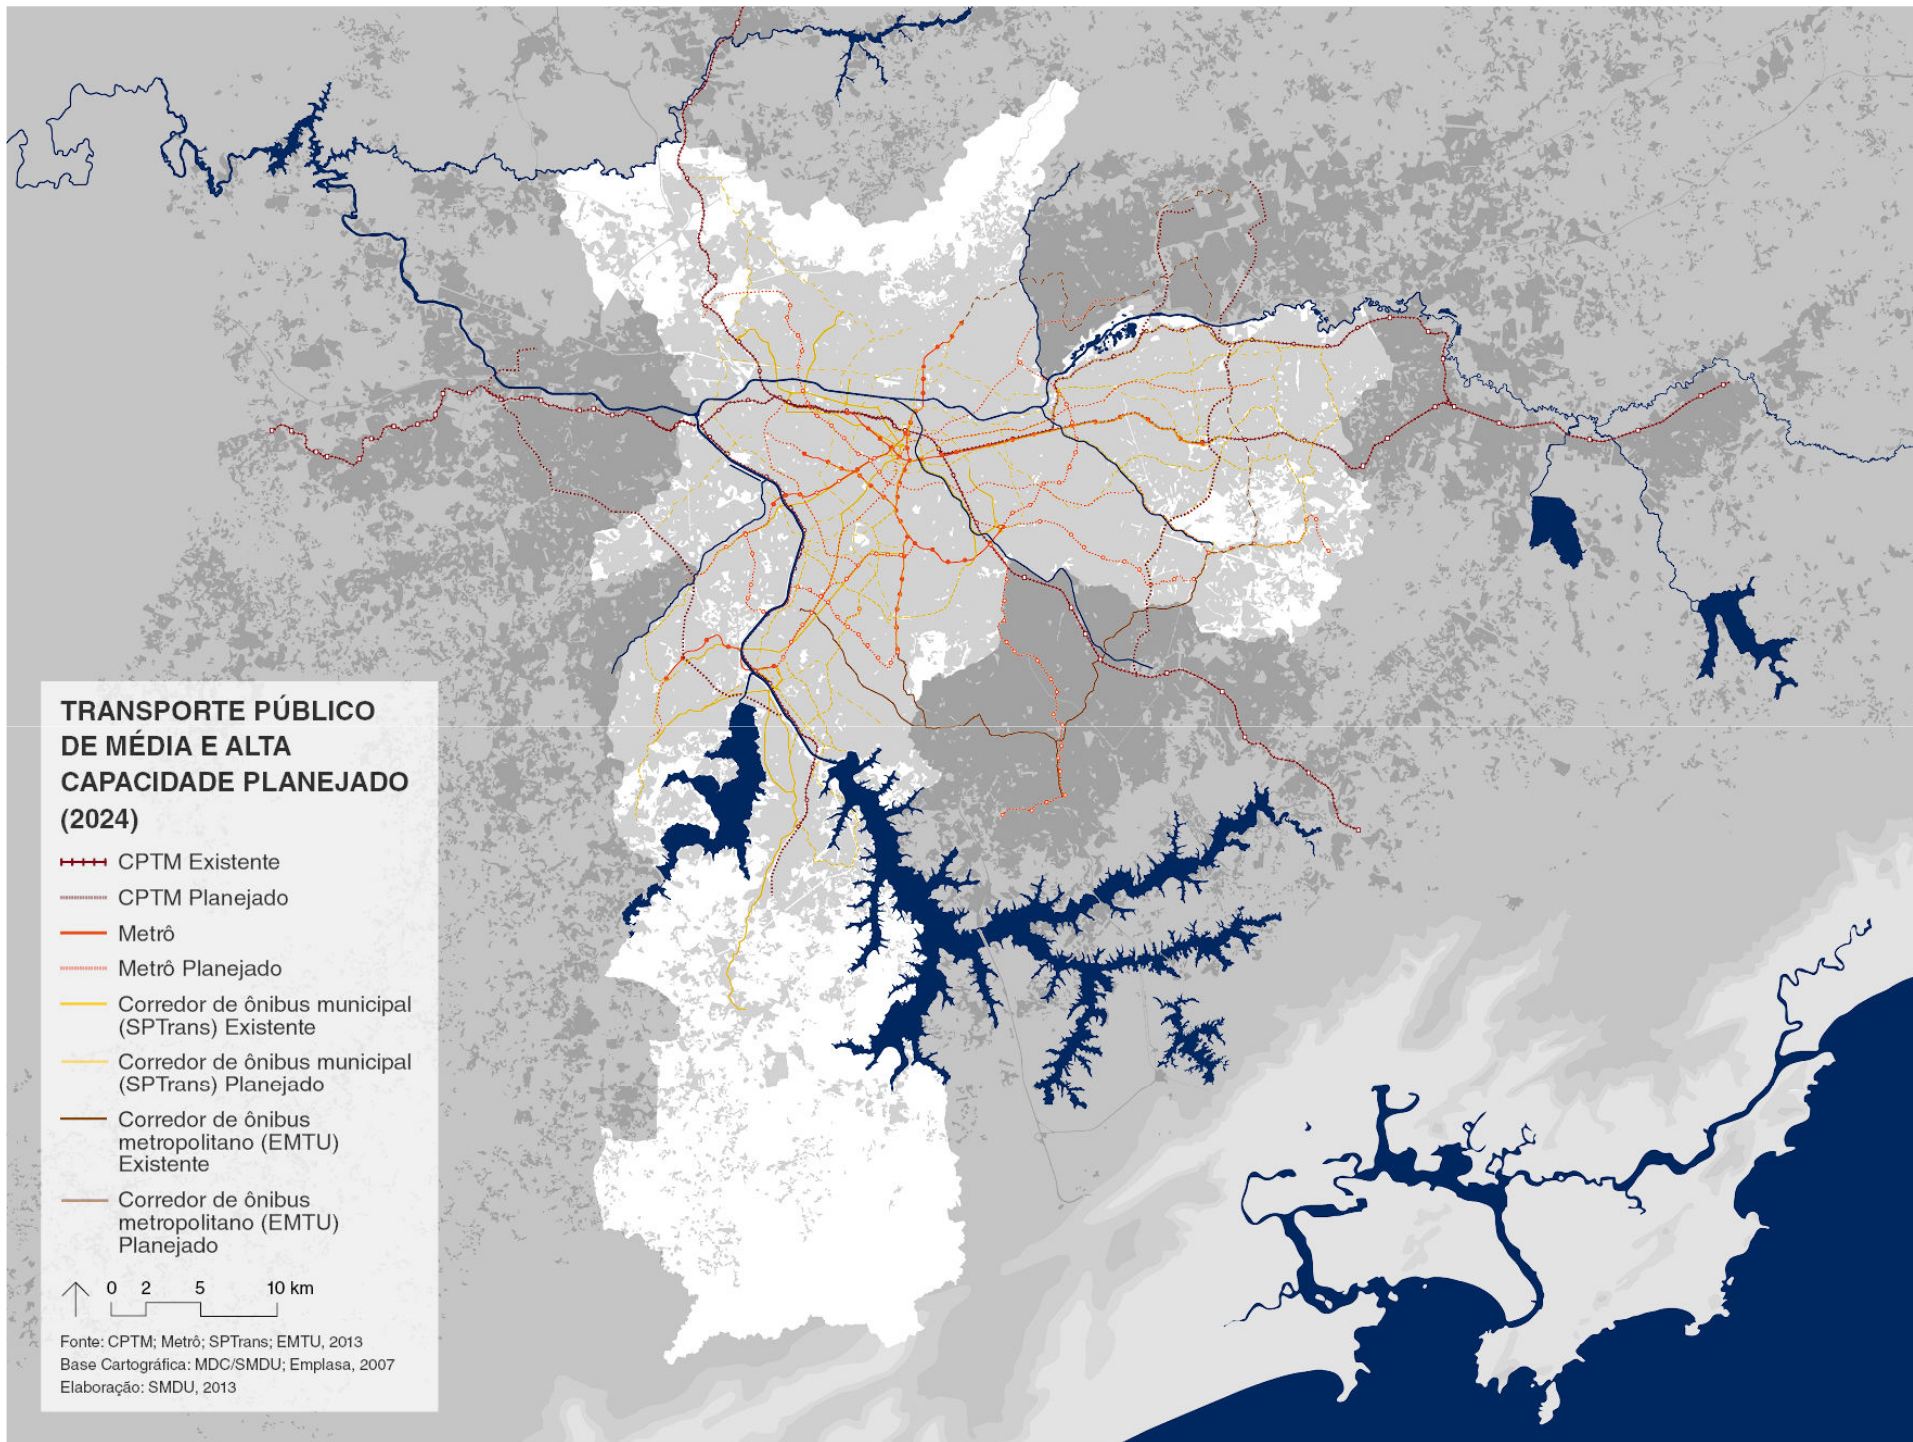 TRANSPORTE PÚBLICO
DE MÉDIA E ALTA
CAPACIDADE PLANEJADO
(2024)
CPTM Existente
CPTM Planejado
Metrô
Metrô Planejado
Corredor de ônibus municipal
(SPTrans) Existente
Corredor de ônibus municipal
(SPTrans) Planejado
Corredor de ônibus
metropolitano (EMTU)
Existente
Corredor de ônibus
metropolitano (EMTU)
Planejado
0 2 5 10 km
Fonte: CPTM; Metrô; SPTrans; EMTU, 2013
Base Cartográfica: MDC/SMDU; Emplasa, 2007
Elaboração: SMDU, 2013